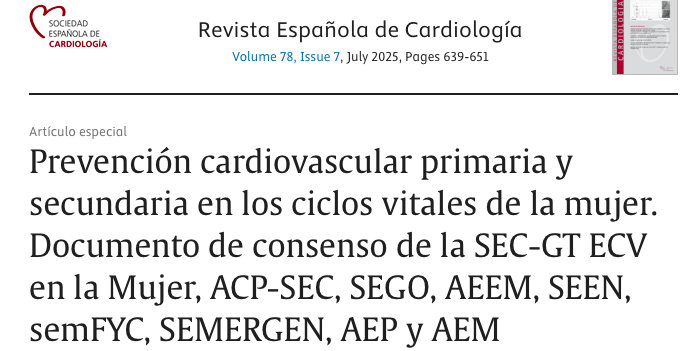 SOCIEDAD
ESPAÑOLA DE
CARDIOLOGÍA
Revista Española de Cardiología
Volume 78, Issue 7, July 2025, Pages 639-651
CARDIOLOGÍA
Artículo especial
Prevención cardiovascular primaria y
secundaria en los ciclos vitales de la mujer.
Documento de consenso de la SEC-GT ECV
en la Mujer, ACP-SEC, SEGO, AEEM, SEEN,
semFYC, SEMERGEN, AEP y AEM